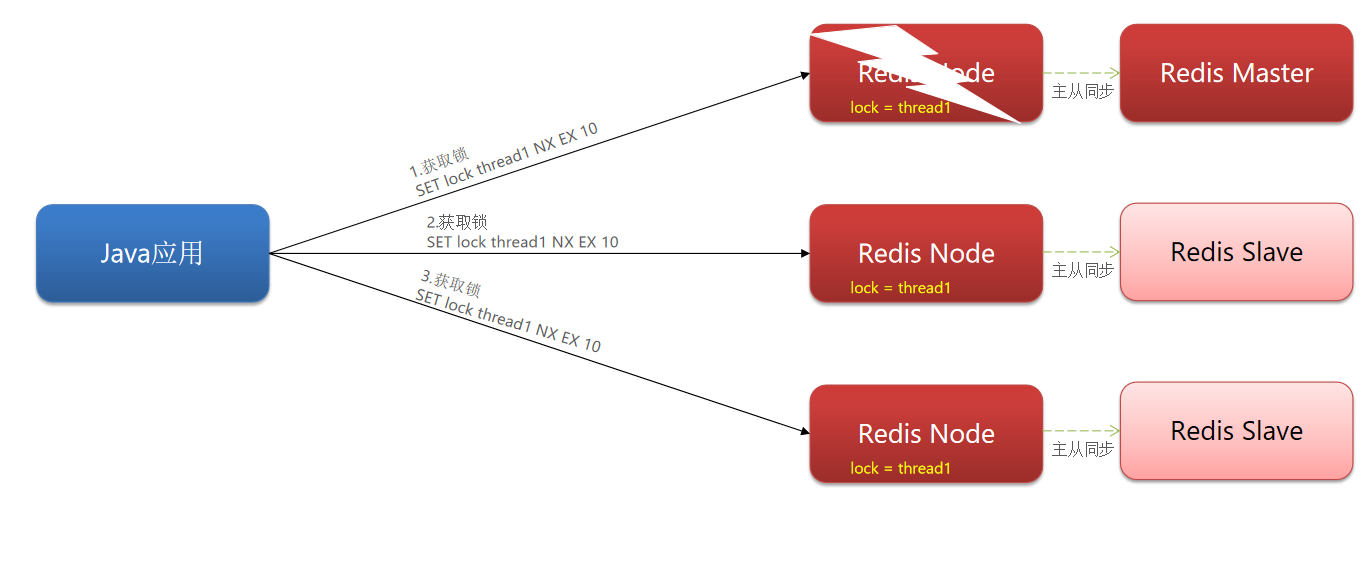 Redis Node
lock = thread1
主从同步
Redis Master
1.获取锁
SET lock thread1 NX EX 10
Java应用
2.获取锁
SET lock thread1 NX EX 10
Redis Node
lock = thread1
主从同步
Redis Slave
3.获取锁
SET lock thread1 NX EX 10
Redis Node
lock = thread1
主从同步
Redis Slave